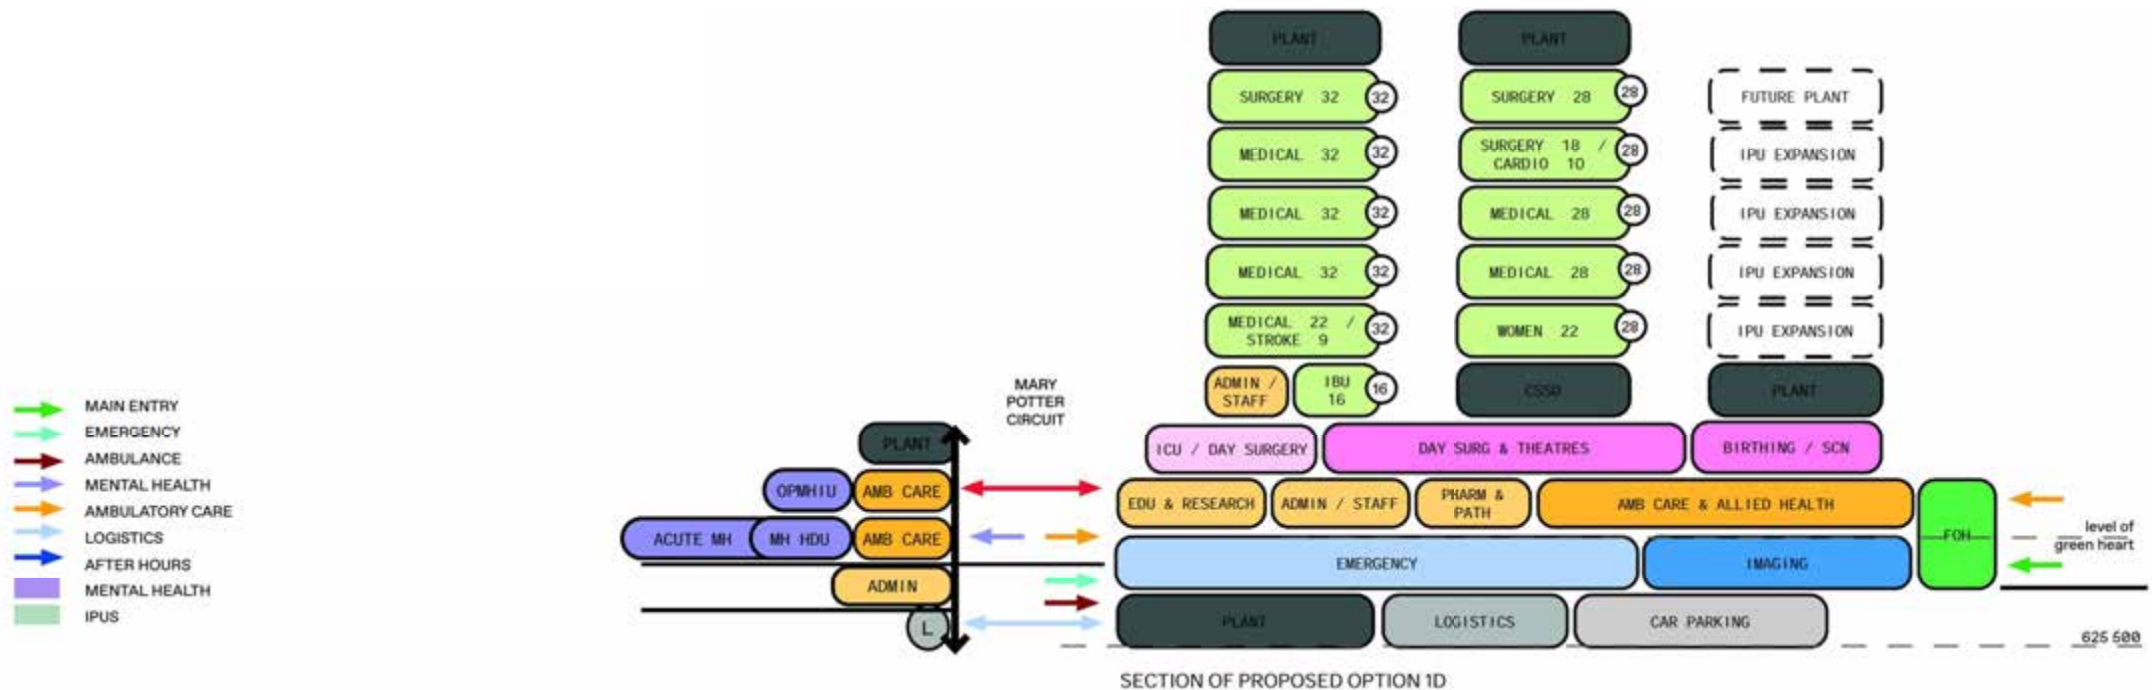 PLANT
PLANT
SURGERY 32
32
SURGERY 28
28
FUTURE PLANT
MEDICAL 32
32
SURGERY 18 /
CARDIO 10
28
IPU EXPANSION
MEDICAL 32
32
MEDICAL 28
28
IPU EXPANSION
MEDICAL 32
32
MEDICAL 28
28
IPU EXPANSION
MEDICAL 22 /
STROKE 9
32
WOMEN 22
28
IPU EXPANSION
ADMIN /
STAFF
IBU
16
16
CSSD
PLANT
MARY
POTTER
CIRCUIT
PLANT
ICU / DAY SURGERY
DAY SURG & THEATRES
BIRTHING / SCN
OPMHIU
AMB CARE
EDU & RESEARCH
ADMIN / STAFF
PHARM &
PATH
AMB CARE & ALLIED HEALTH
FOH
level of
green heart
ACUTE MH
MH HDU
AMB CARE
EMERGENCY
IMAGING
ADMIN
L
PLANT
LOGISTICS
CAR PARKING
625 500
MAIN ENTRY
EMERGENCY
AMBULANCE
MENTAL HEALTH
AMBULATORY CARE
LOGISTICS
AFTER HOURS
MENTAL HEALTH
IPUS
SECTION OF PROPOSED OPTION 1D